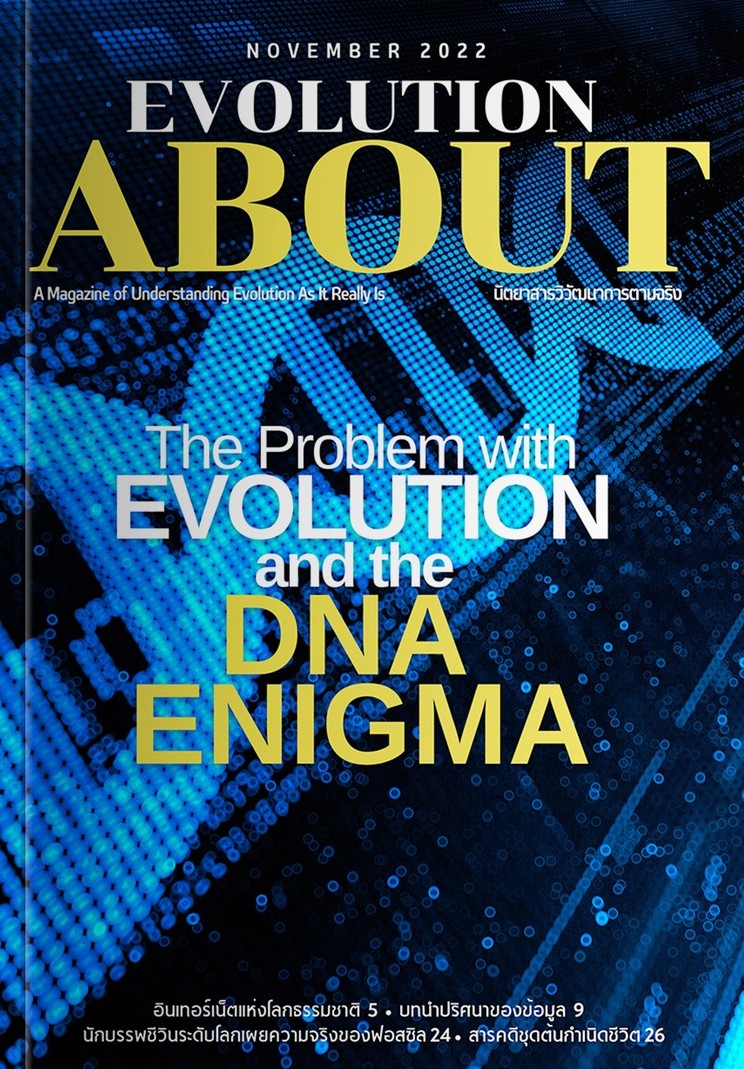 NOVEMBER 2022
EVOLUTION
ABOUT
A Magazine of Understanding Evolution As It Really Is นิตยาสารวิวัฒนาการตามจริง
The Problem with
EVOLUTION
and the
DNA
ENIGMA
อินเทอร์เน็ตแห่งโลกธรรมชาติ 5 • บทนำปริศนาของข้อมูล 9
นักบรรพชีวินระดับโลกเผยความจริงของฟอสซิล 24 • สารคดีชุดต้นกำเนิดชีวิต 26